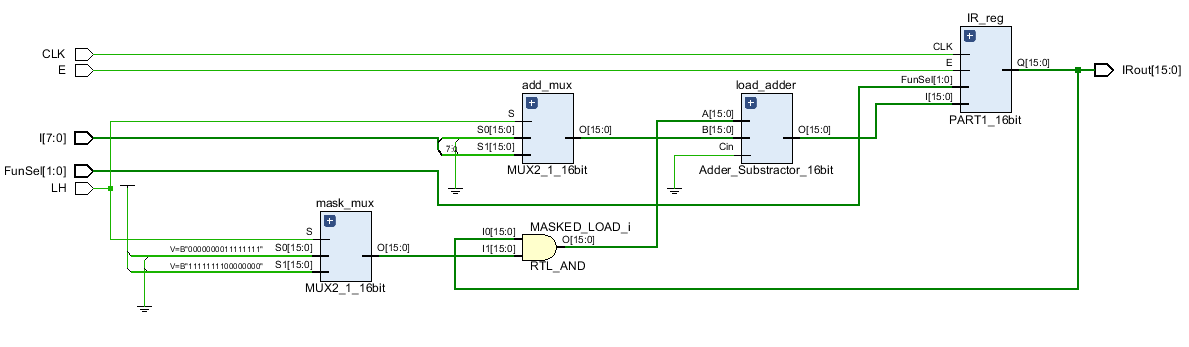 IR_reg
CLK
CLK
E
E
Q[15:0]
IRout[15:0]
FunSel[1:0]
I[15:0]
PART1_16bit
add_mux
load_adder
S
A[15:0]
I[7:0]
S0[15:0]
O[15:0]
B[15:0]
O[15:0]
7:0
S1[15:0]
Cin
MUX2_1_16bit
Adder_Substractor_16bit
FunSel[1:0]
LH
mask_mux
S
MASKED_LOAD_i
I0[15:0]
O[15:0]
V=B"0000000011111111"
S0[15:0]
O[15:0]
I1[15:0]
V=B"1111111100000000"
S1[15:0]
RTL_AND
MUX2_1_16bit